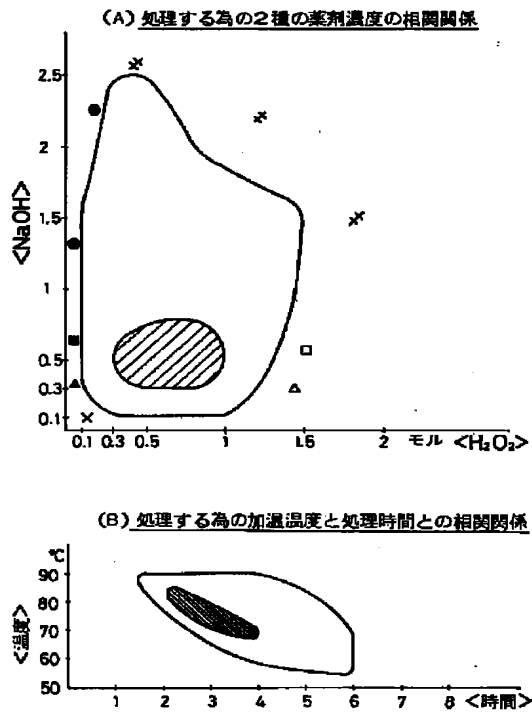 (A) 処理する為の2種の薬剤濃度の相関関係
2.5
2
<NaOH>
1.5
1
0.5
0.3
0.1
0.1 0.3 0.5 1 1.5 2 モル <H₂O₂>
(B) 処理する為の加温温度と処理時間との相関関係
℃
90
80
<温度>
70
60
50
1 2 3 4 5 6 7 8 <時間>